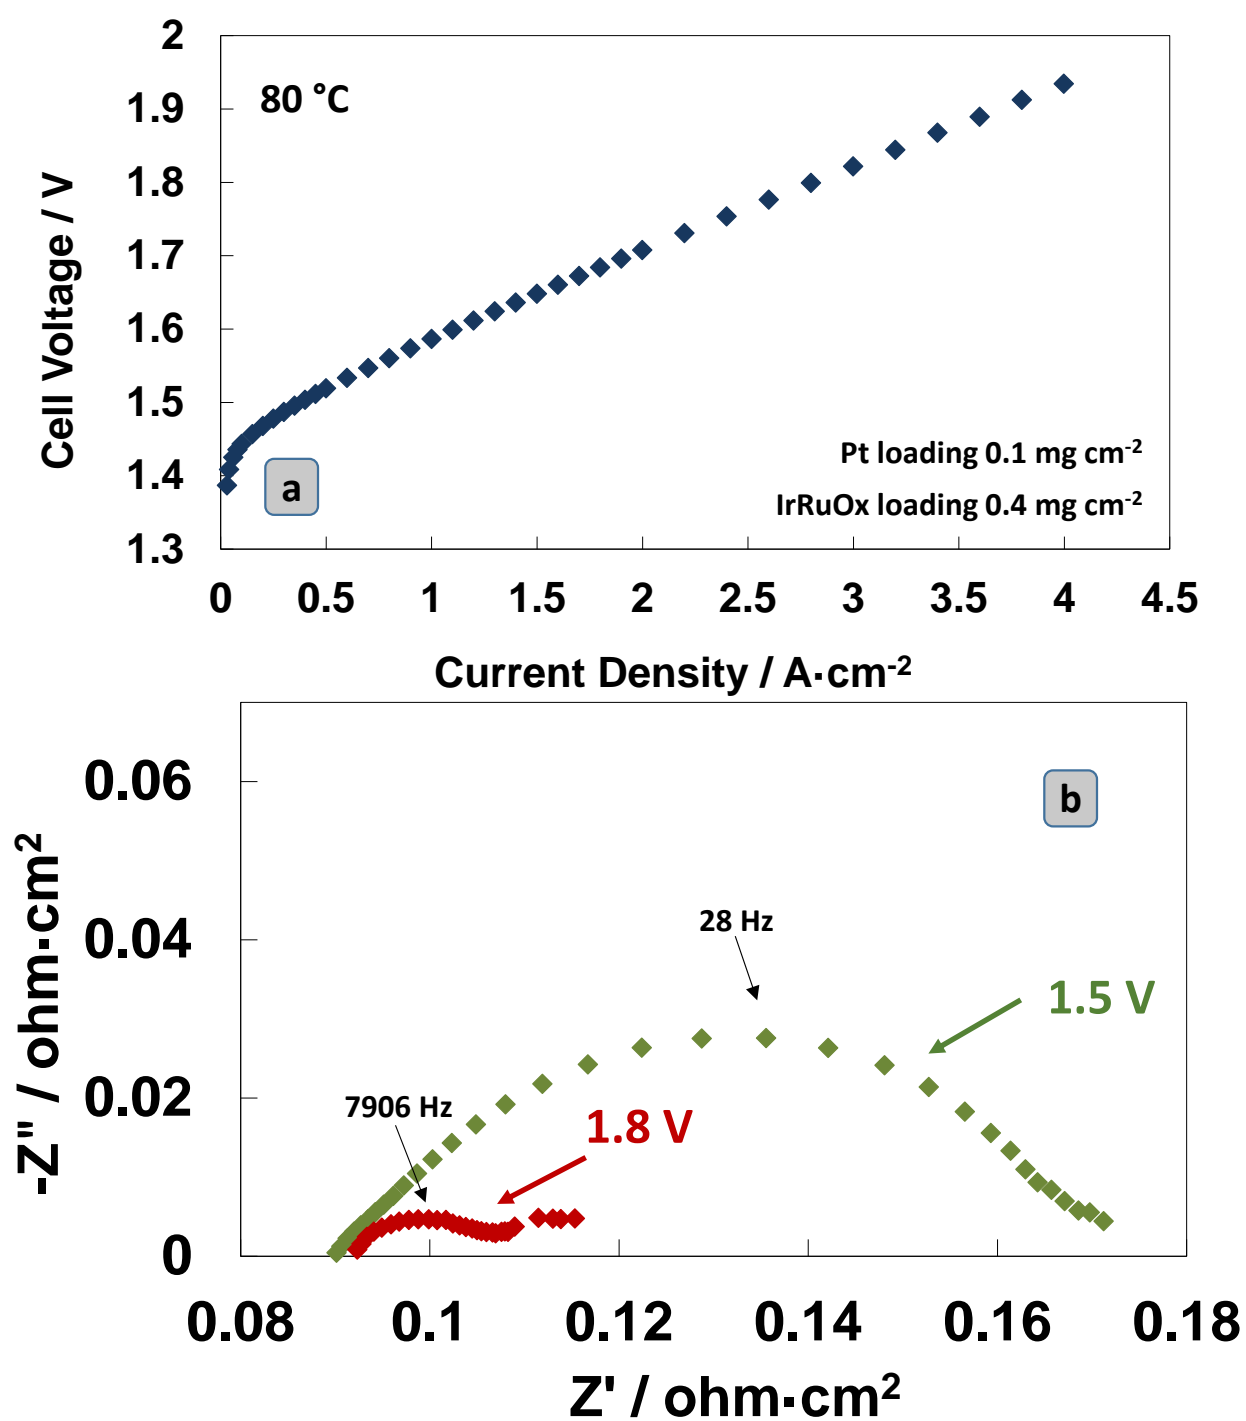 2
1.9
1.8
1.7
1.6
1.5
1.4
1.3
Cell Voltage / V
80 °C
a
Pt loading 0.1 mg cm-2
IrRuOx loading 0.4 mg cm-2
0 0.5 1 1.5 2 2.5 3 3.5 4 4.5
Current Density / A·cm-2
0.06
0.04
0.02
0
-Z" / ohm·cm2
b
28 Hz
1.5 V
7906 Hz
1.8 V
0.08 0.1 0.12 0.14 0.16 0.18
Z' / ohm·cm2